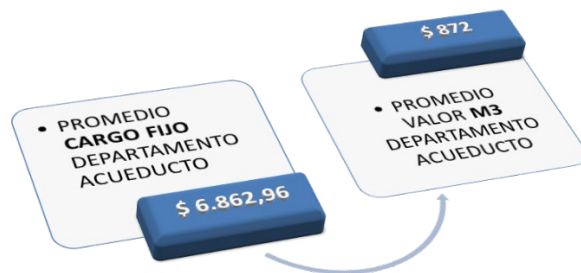 • PROMEDIO
CARGO FIJO
DEPARTAMENTO
ACUEDUCTO
$ 6.862,96
$ 872
• PROMEDIO
VALOR M3
DEPARTAMENTO
ACUEDUCTO